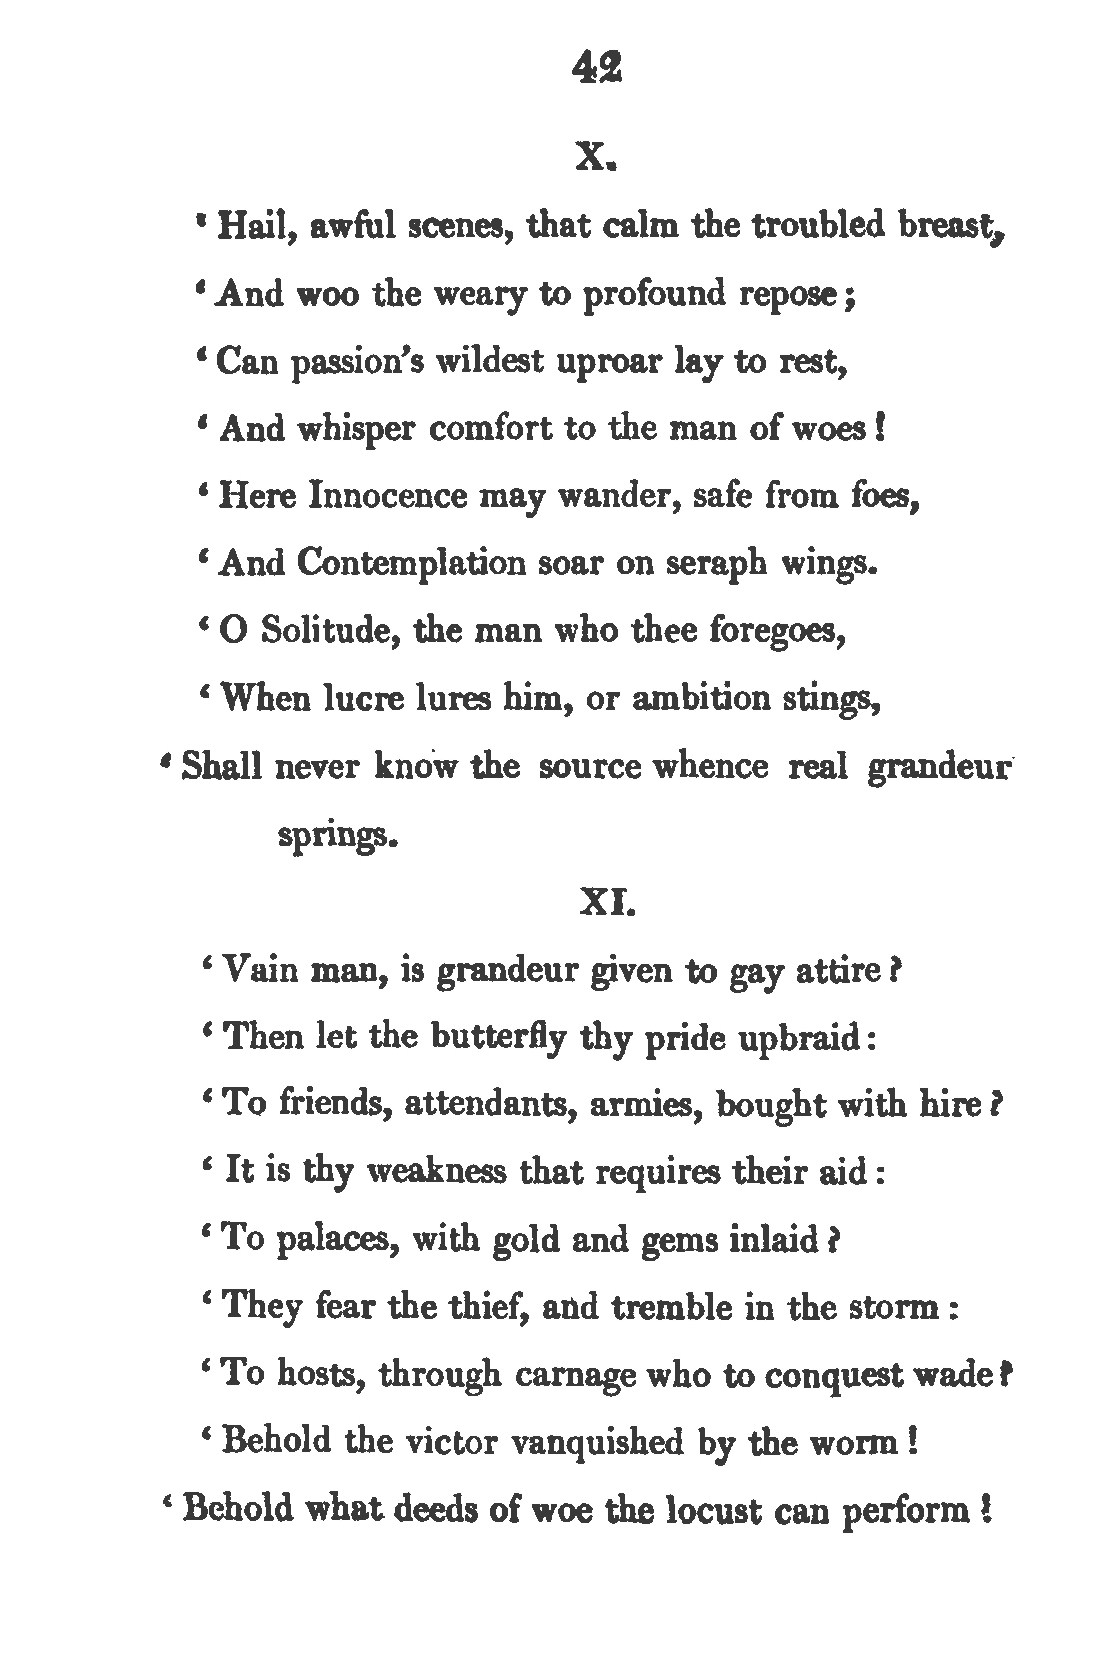 42
X.
‘ Hail, awful scenes, that calm the troubled breast,
‘ And woo the weary to profound repose ;
‘ Can passion’s wildest uproar lay to rest,
‘ And whisper comfort to the man of woes !
‘ Here Innocence may wander, safe from foes,
‘ And Contemplation soar on seraph wings.
‘ O Solitude, the man who thee foregoes,
‘ When lucre lures him, or ambition stings,
‘ Shall never know the source whence real grandeur
springs.
XI.
‘ Vain man, is grandeur given to gay attire ?
‘ Then let the butterfly thy pride upbraid :
‘ To friends, attendants, armies, bought with hire ?
‘ It is thy weakness that requires their aid :
‘ To palaces, with gold and gems inlaid ?
‘ They fear the thief, and tremble in the storm :
‘ To hosts, through carnage who to conquest wade ?
‘ Behold the victor vanquished by the worm !
‘ Behold what deeds of woe the locust can perform !